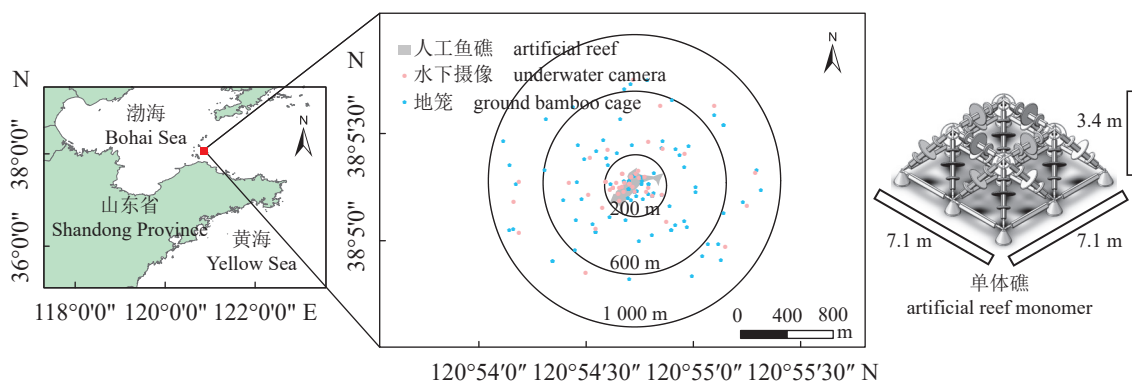 N
38°0′0″
36°0′0″
渤海
Bohai Sea
N
山东省
Shandong Province
黄海
Yellow Sea
118°0′0″ 120°0′0″ 122°0′0″ E
N
38°5′30″
38°5′0″
人工鱼礁 artificial reef
水下摄像 underwater camera
地笼 ground bamboo cage
N
200 m
600 m
1 000 m
0 400 800
m
120°54′0″ 120°54′30″ 120°55′0″ 120°55′30″ N
3.4 m
7.1 m
7.1 m
单体礁
artificial reef monomer